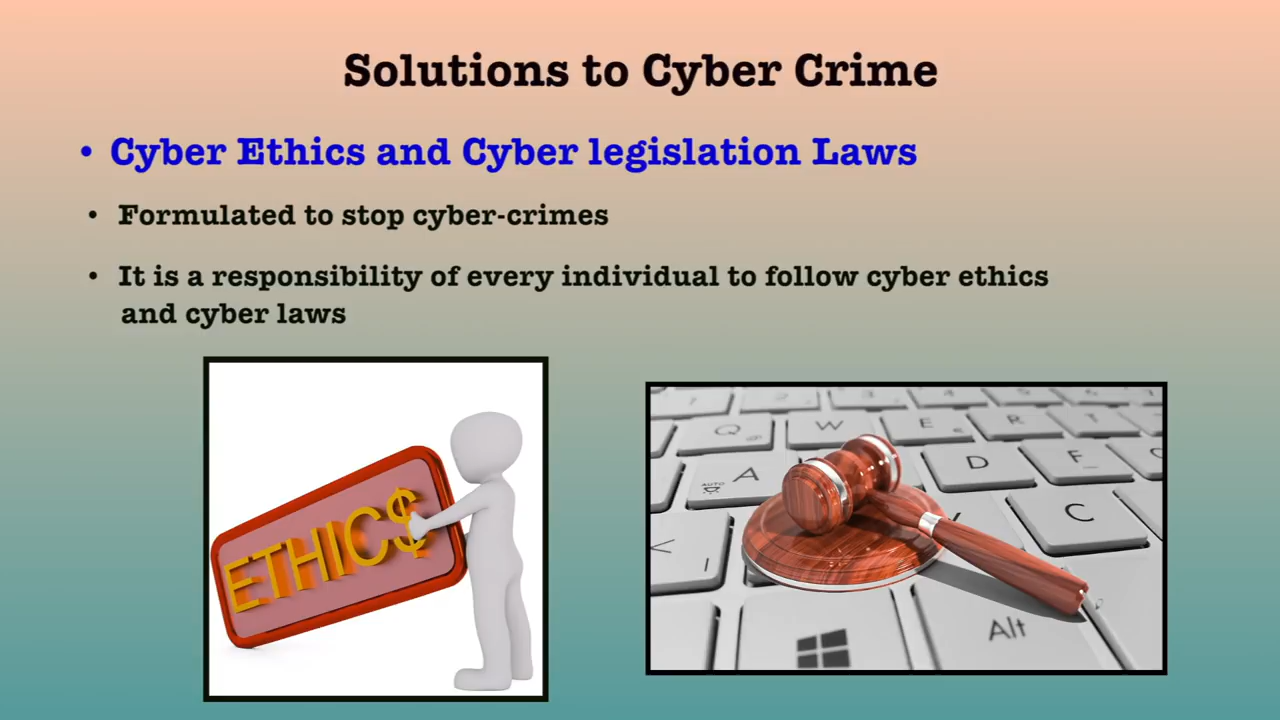 Solutions to Cyber Crime
• Cyber Ethics and Cyber legislation Laws
• Formulated to stop cyber-crimes
• It is a responsibility of every individual to follow cyber ethics
and cyber laws
ETHIC$
Q @ W E € R T
AUTO A D F
< | C
Alt